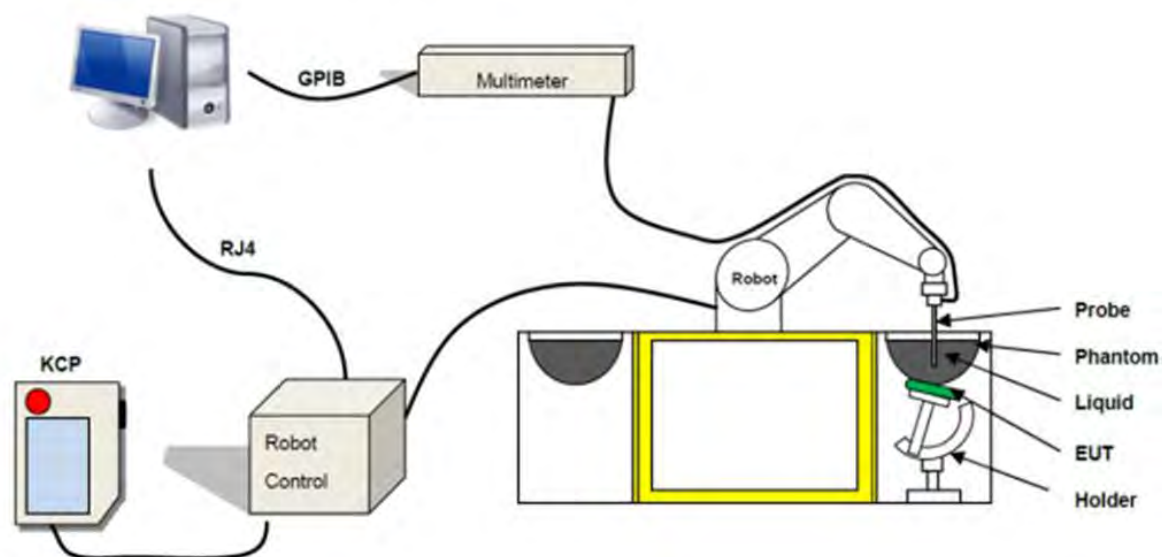 GPIB
Multimeter
RJ4
Robot
Probe
Phantom
KCP
Liquid
Robot
Control
EUT
Holder